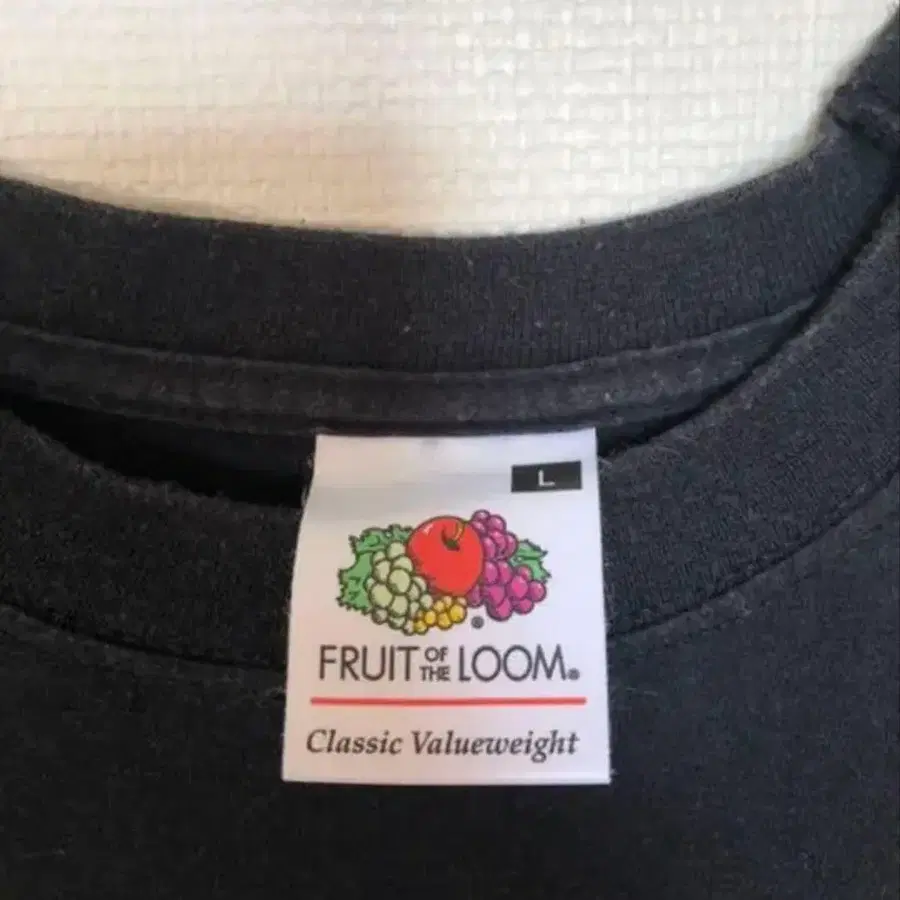 L
FRUIT OF THE LOOM®
Classic Valueweight